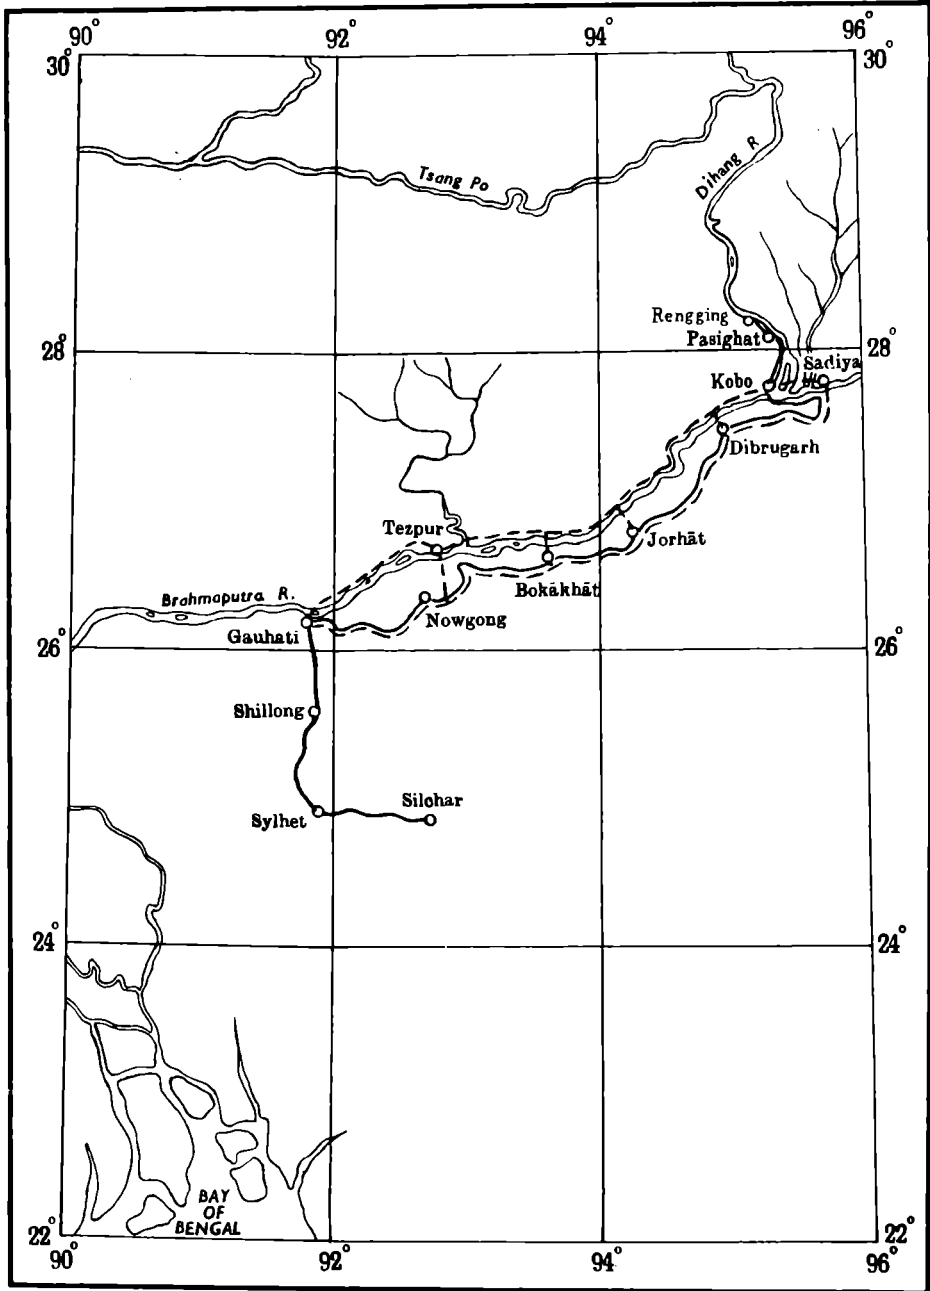 90° 92° 94° 96°
30° 30°
Tsang Po
Dihang R
Rengging
Pasighat
28° 28°
Sadiya
Kobo
Dibrugarh
Tezpur
Jorhāt
Bokākhāt
Brahmaputra R.
Nowgong
Gauhati
26° 26°
Shillong
Silchar
Sylhet
24° 24°
BAY
OF
BENGAL
22° 22°
90° 92° 94° 96°